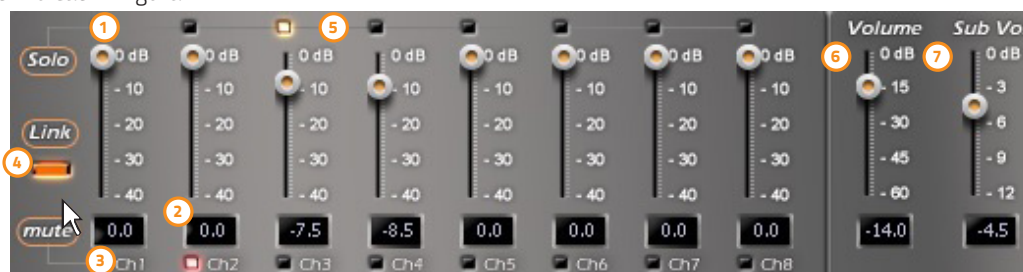 1 5 Volume Sub Vo
Solo 0 dB 0 dB 0 dB 0 dB 0 dB 0 dB 0 dB 0 dB 6 0 dB 7 0 dB
- 10 - 10 - 10 - 10 - 10 - 10 - 10 - 10 - 15 - 3
Link - 20 - 20 - 20 - 20 - 20 - 20 - 20 - 20 - 30 - 6
4 - 30 - 30 - 30 - 30 - 30 - 30 - 30 - 30 - 45 - 9
- 40 - 40 - 40 - 40 - 40 - 40 - 40 - 40 - 60 - 12
2
mute 0.0 0.0 -7.5 -8.5 0.0 0.0 0.0 0.0 -14.0 -4.5
3 Ch1 Ch2 Ch3 Ch4 Ch5 Ch6 Ch7 Ch8